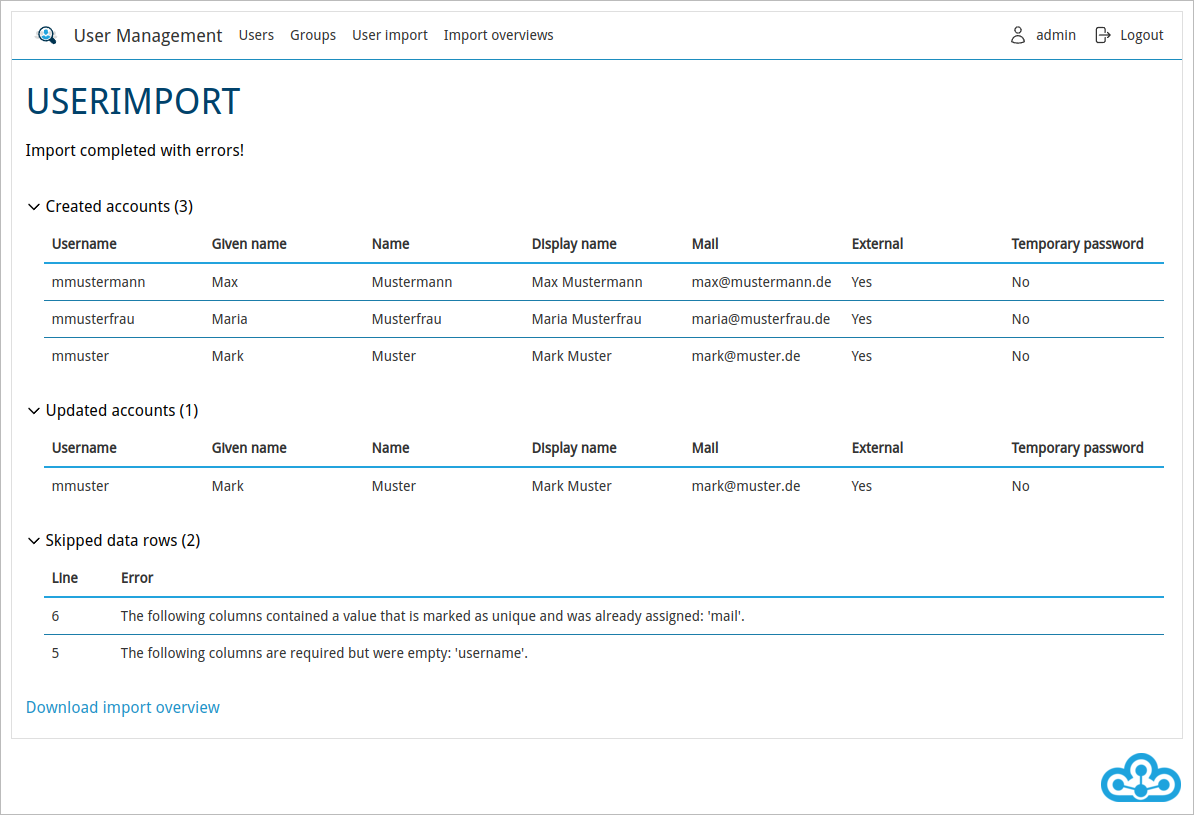 User Management Users Groups User import Import overviews admin Logout
USERIMPORT
Import completed with errors!
Created accounts (3)
Username Given name Name Display name Mail External Temporary password
mmustermann Max Mustermann Max Mustermann max@mustermann.de Yes No
mmusterfrau Maria Musterfrau Maria Musterfrau maria@musterfrau.de Yes No
mmuster Mark Muster Mark Muster mark@muster.de Yes No
Updated accounts (1)
Username Given name Name Display name Mail External Temporary password
mmuster Mark Muster Mark Muster mark@muster.de Yes No
Skipped data rows (2)
Line Error
6 The following columns contained a value that is marked as unique and was already assigned: 'mail'.
5 The following columns are required but were empty: 'username'.
Download import overview